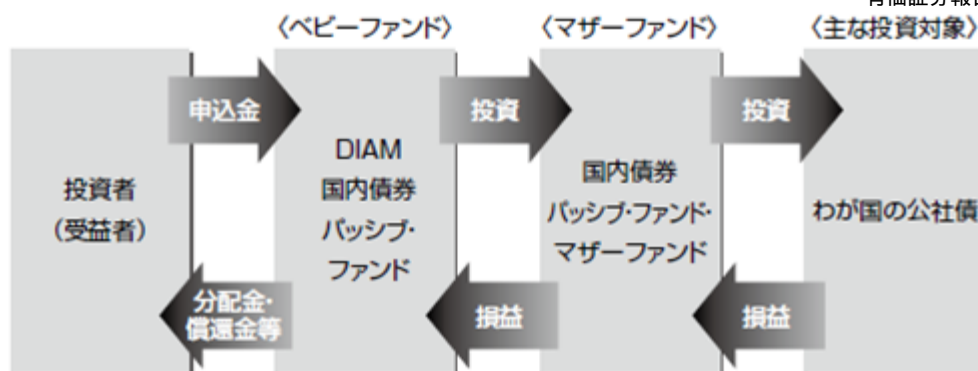 〈ベビーファンド〉
〈マザーファンド〉
〈主な投資対象〉
申込金
投資
投資
投資者
（受益者）
DIAM
国内債券
パッシブ・
ファンド
国内債券
パッシブ・ファンド・
マザーファンド
わが国の公社債
分配金・
償還金等
損益
損益